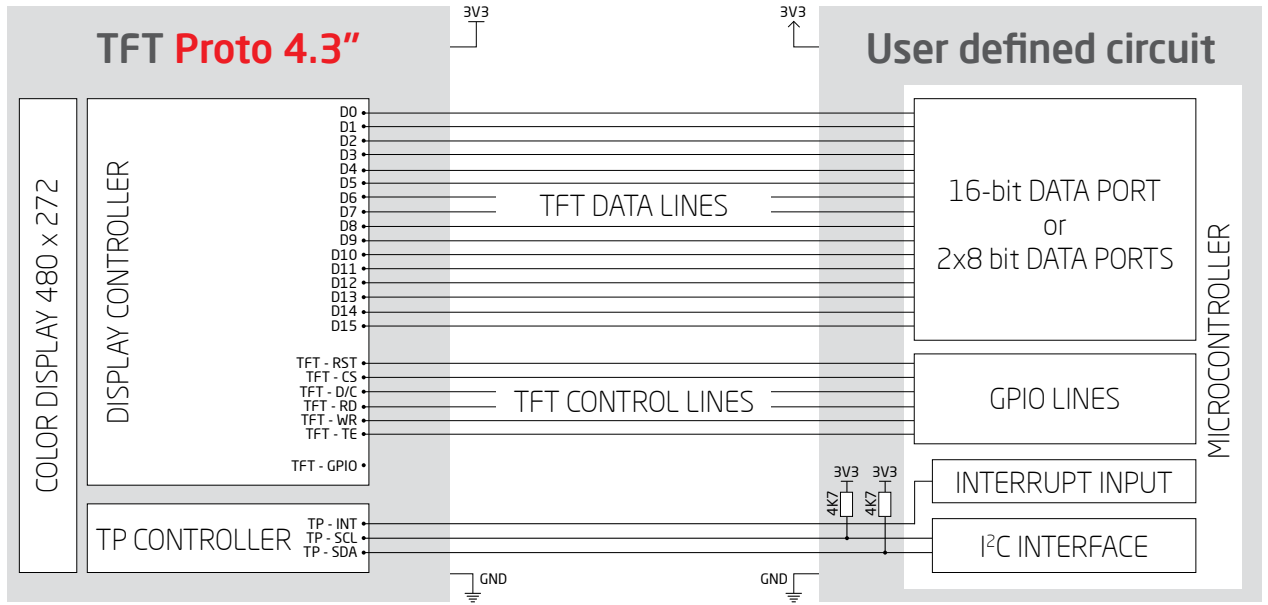 TFT Proto 4.3”
3V3
3V3
User defined circuit
COLOR DISPLAY 480 x 272
DISPLAY CONTROLLER
D0
D1
D2
D3
D4
D5
D6
D7
D8
D9
D10
D11
D12
D13
D14
D15
TFT DATA LINES
16-bit DATA PORT
or
2x8 bit DATA PORTS
MICROCONTROLLER
TFT - RST
TFT - CS
TFT - D/C
TFT - RD
TFT - WR
TFT - TE
TFT - GPIO
TFT CONTROL LINES
GPIO LINES
3V3
3V3
4K7
4K7
INTERRUPT INPUT
TP CONTROLLER
TP - INT
TP - SCL
TP - SDA
I²C INTERFACE
GND
GND